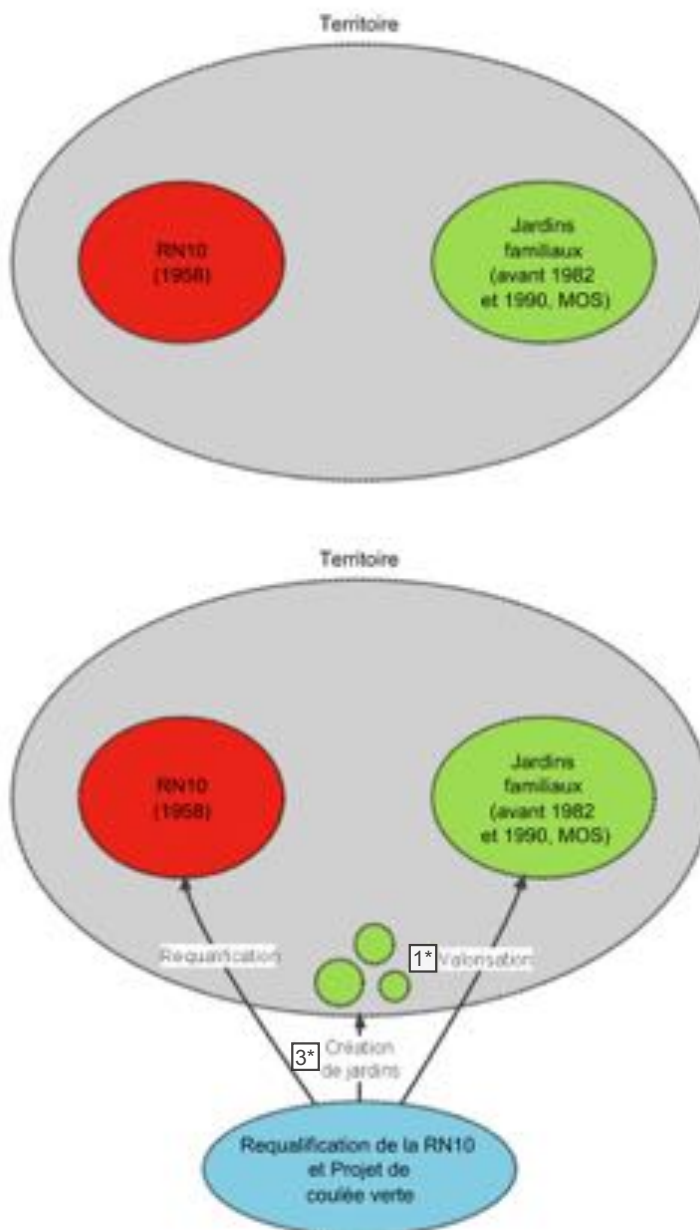 Territoire
RN10
(1958)
Jardins
familiaux
(avant 1982
et 1990, MOS)
Territoire
RN10
(1958)
Jardins
familiaux
(avant 1982
et 1990, MOS)
Requalification
1* Valorisation
3* Création
de jardins
Requalification de la RN10
et Projet de
coulée verte